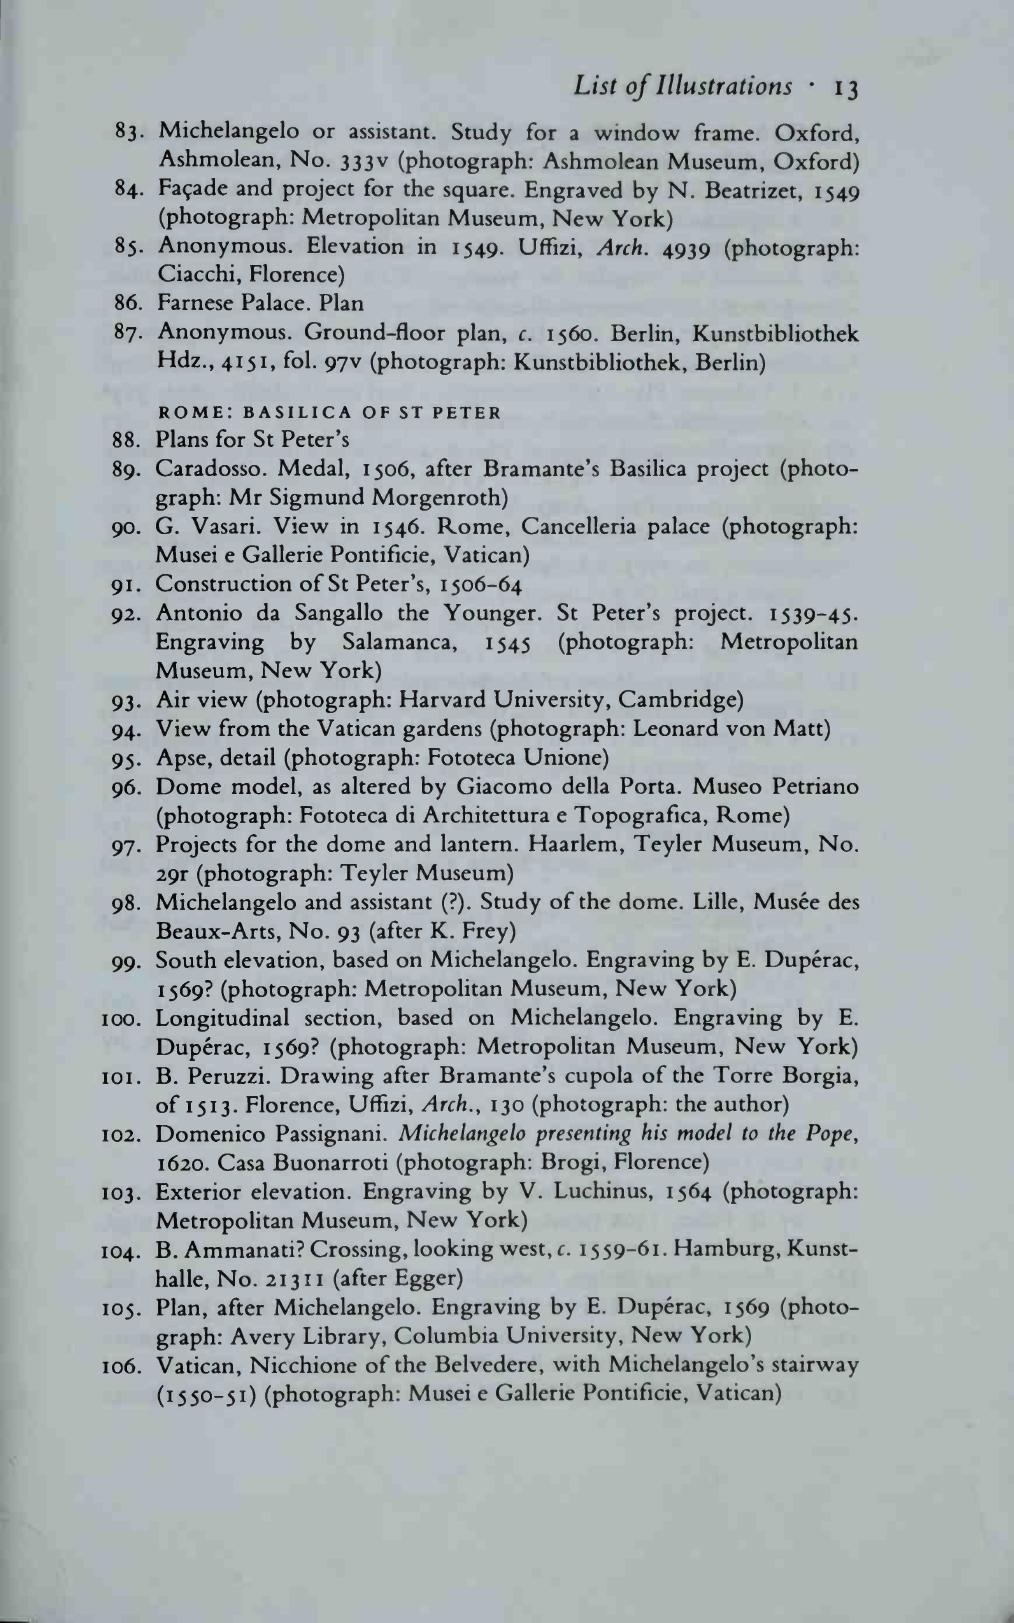 List of Illustrations · 13
83. Michelangelo or assistant. Study for a window frame. Oxford,
Ashmolean, No. 333v (photograph: Ashmolean Museum, Oxford)
84. Façade and project for the square. Engraved by N. Beatrizet, 1549
(photograph: Metropolitan Museum, New York)
85. Anonymous. Elevation in 1549. Uffizi, Arch. 4939 (photograph:
Ciacchi, Florence)
86. Farnese Palace. Plan
87. Anonymous. Ground-floor plan, c. 1560. Berlin, Kunstbibliothek
Hdz., 4151, fol. 97v (photograph: Kunstbibliothek, Berlin)
ROME: BASILICA OF ST PETER
88. Plans for St Peter's
89. Caradosso. Medal, 1506, after Bramante's Basilica project (photo-
graph: Mr Sigmund Morgenroth)
90. G. Vasari. View in 1546. Rome, Cancelleria palace (photograph:
Musei e Gallerie Pontificie, Vatican)
91. Construction of St Peter's, 1506-64
92. Antonio da Sangallo the Younger. St Peter's project. 1539-45.
Engraving by Salamanca, 1545 (photograph: Metropolitan
Museum, New York)
93. Air view (photograph: Harvard University, Cambridge)
94. View from the Vatican gardens (photograph: Leonard von Matt)
95. Apse, detail (photograph: Fototeca Unione)
96. Dome model, as altered by Giacomo della Porta. Museo Petriano
(photograph: Fototeca di Architettura e Topografica, Rome)
97. Projects for the dome and lantern. Haarlem, Teyler Museum, No.
29r (photograph: Teyler Museum)
98. Michelangelo and assistant (?). Study of the dome. Lille, Musée des
Beaux-Arts, No. 93 (after K. Frey)
99. South elevation, based on Michelangelo. Engraving by E. Dupérac,
1569? (photograph: Metropolitan Museum, New York)
100. Longitudinal section, based on Michelangelo. Engraving by E.
Dupérac, 1569? (photograph: Metropolitan Museum, New York)
101. B. Peruzzi. Drawing after Bramante's cupola of the Torre Borgia,
of 1513. Florence, Uffizi, Arch., 130 (photograph: the author)
102. Domenico Passignani. Michelangelo presenting his model to the Pope,
1620. Casa Buonarroti (photograph: Brogi, Florence)
103. Exterior elevation. Engraving by V. Luchinus, 1564 (photograph:
Metropolitan Museum, New York)
104. B. Ammanati? Crossing, looking west, c. 1559-61. Hamburg, Kunst-
halle, No. 21311 (after Egger)
105. Plan, after Michelangelo. Engraving by E. Dupérac, 1569 (photo-
graph: Avery Library, Columbia University, New York)
106. Vatican, Nicchione of the Belvedere, with Michelangelo's stairway
(1550-51) (photograph: Musei e Gallerie Pontificie, Vatican)